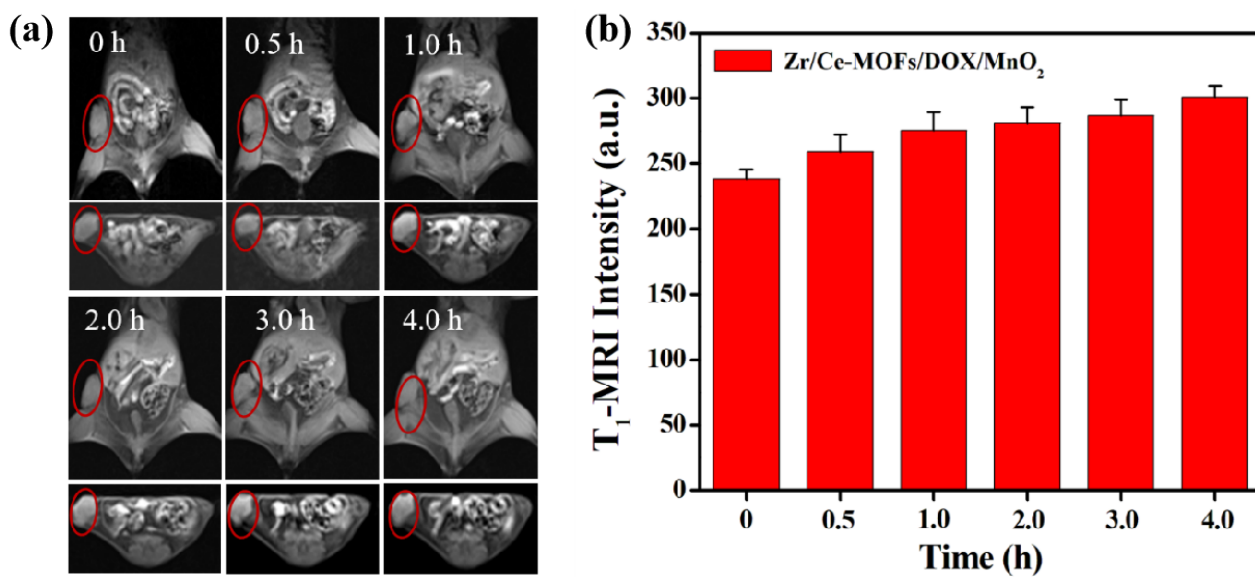 (a)
0 h
0.5 h
1.0 h
2.0 h
3.0 h
4.0 h
(b)
Zr/Ce-MOFs/DOX/MnO₂
T₁-MRI Intensity (a.u.)
350
300
250
200
150
100
50
0
0 0.5 1.0 2.0 3.0 4.0
Time (h)